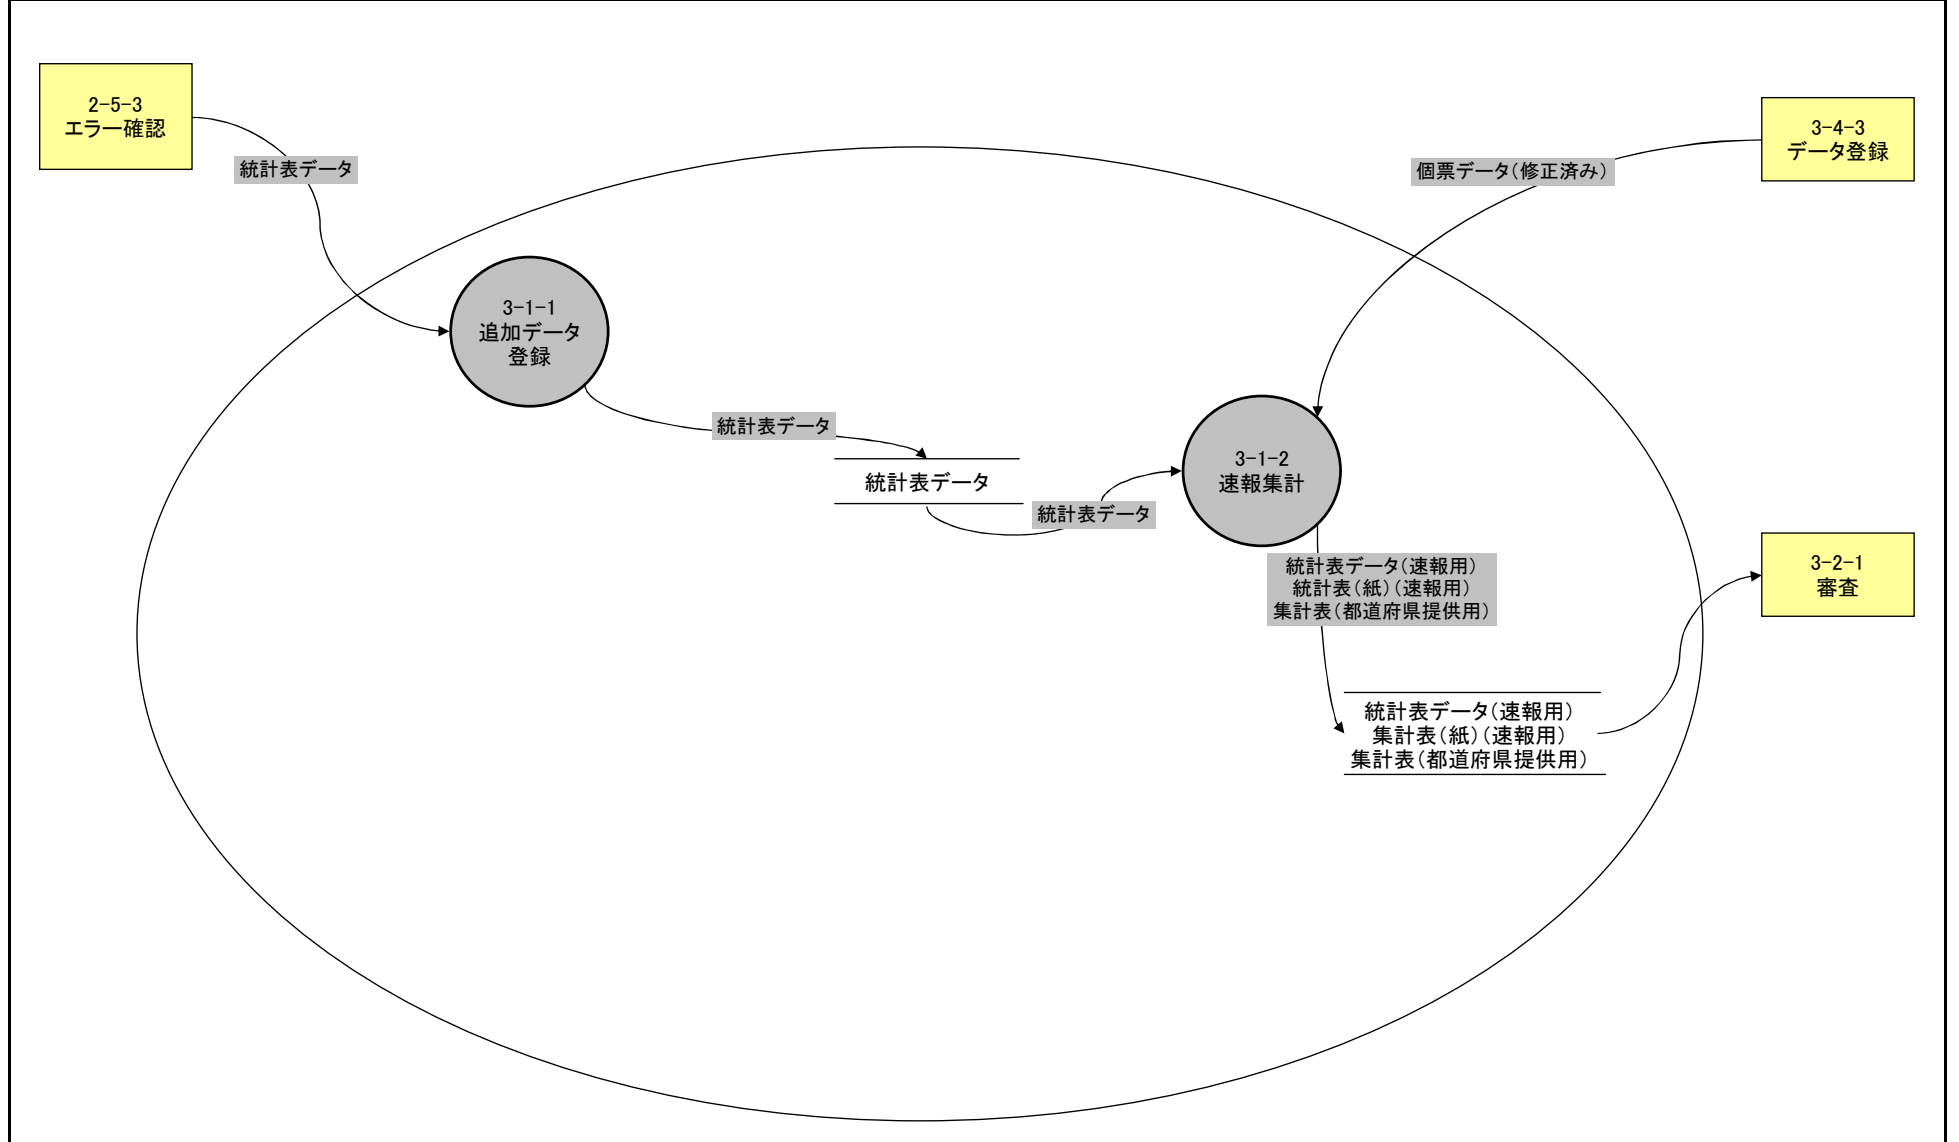 2-5-3
エラー確認
統計表データ
3-4-3
データ登録
個票データ(修正済み)
3-1-1
追加データ
登録
統計表データ
統計表データ
統計表データ
3-1-2
速報集計
統計表データ(速報用)
統計表(紙)(速報用)
集計表(都道府県提供用)
3-2-1
審査
統計表データ(速報用)
集計表(紙)(速報用)
集計表(都道府県提供用)